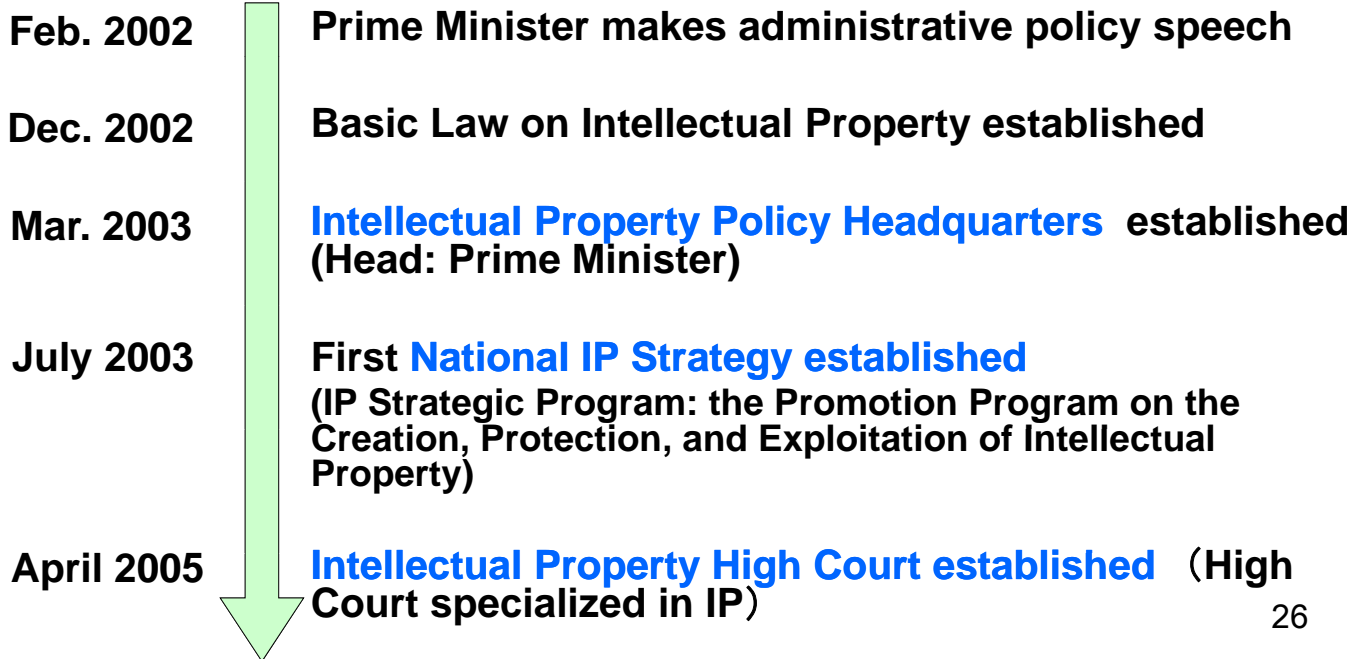 Feb. 2002 Prime Minister makes administrative policy speech
Dec. 2002 Basic Law on Intellectual Property established
Mar. 2003 Intellectual Property Policy Headquarters established
(Head: Prime Minister)
July 2003 First National IP Strategy established
(IP Strategic Program: the Promotion Program on the
Creation, Protection, and Exploitation of Intellectual
Property)
April 2005 Intellectual Property High Court established （High
Court specialized in IP）
26